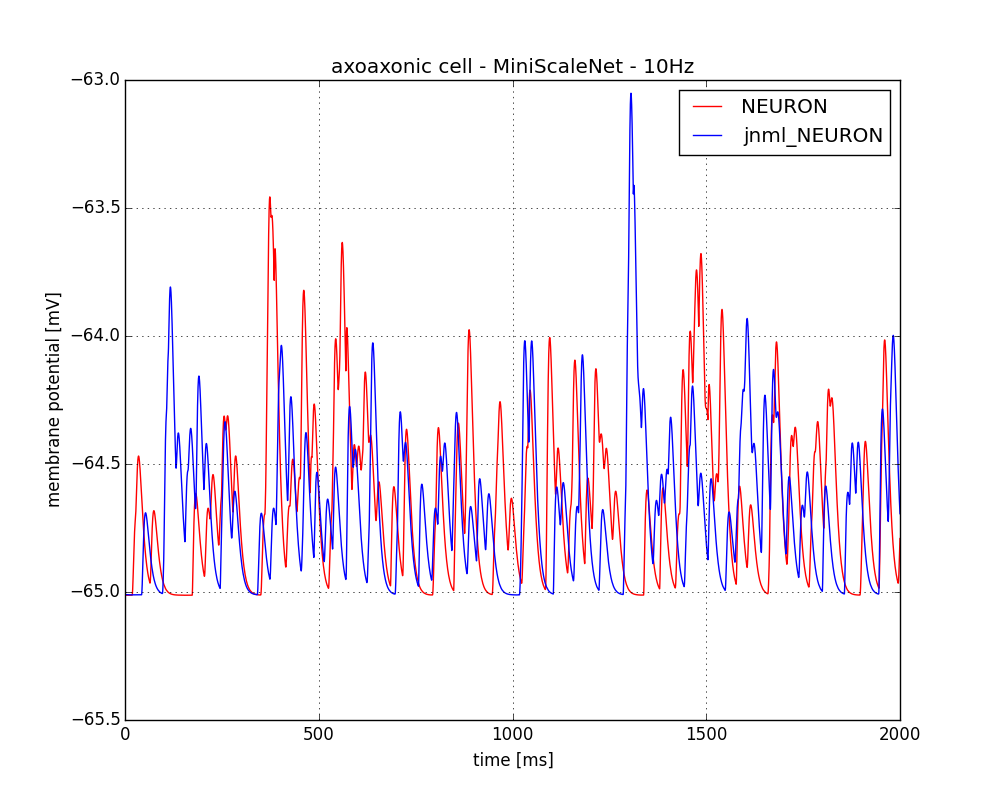 axoaxonic cell - MiniScaleNet - 10Hz
NEURON
jnml_NEURON
membrane potential [mV]
−63.0
−63.5
−64.0
−64.5
−65.0
−65.5
0 500 1000 1500 2000
time [ms]